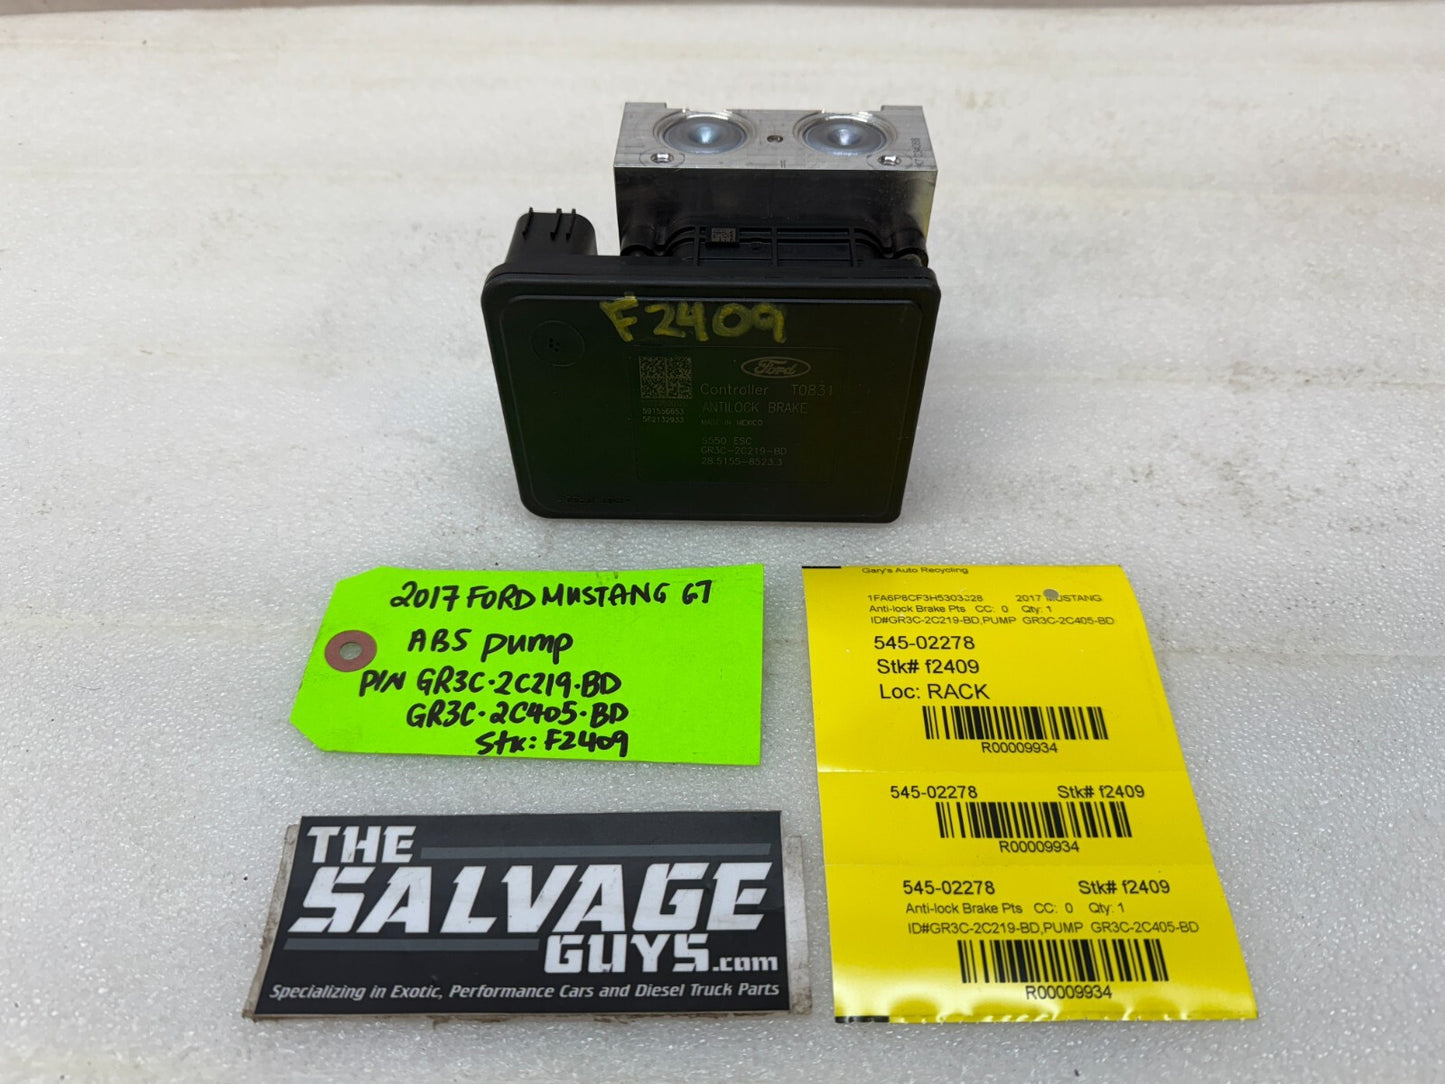 F2409
Ford
Controller T0831
ANTILOCK BRAKE
MADE IN MEXICO
591556853
562132933
S550 ESC
GR3C-2C219-BD
28.5155-8523.3
2017 FORD MUSTANG GT
ABS pump
P/N GR3C-2C219-BD
GR3C-2C405-BD
Stk: F2409
Gary's Auto Recycling
1FA6P8CF3H5303328 2017 MUSTANG
Anti-lock Brake Pts CC: 0 Qty: 1
ID#GR3C-2C219-BD,PUMP GR3C-2C405-BD
545-02278
Stk# f2409
Loc: RACK
R00009934
545-02278 Stk# f2409
R00009934
545-02278 Stk# f2409
Anti-lock Brake Pts CC: 0 Qty: 1
ID#GR3C-2C219-BD,PUMP GR3C-2C405-BD
R00009934
THE
SALVAGE
GUYS.com
Specializing in Exotic, Performance Cars and Diesel Truck Parts